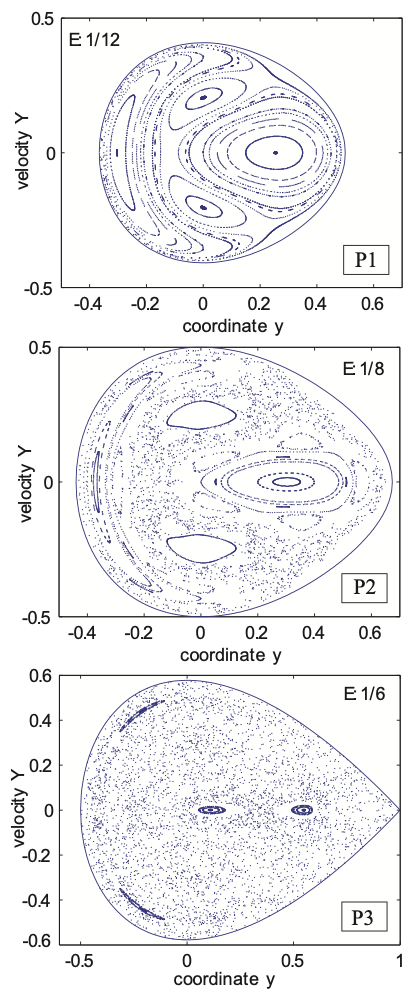 0.5
E: 1/12
velocity Y
0
P1
-0.5
-0.4 -0.2 0 0.2 0.4 0.6
coordinate y
0.5
E: 1/8
velocity Y
0
P2
-0.5
-0.4 -0.2 0 0.2 0.4 0.6
coordinate y
0.6
E: 1/6
0.4
0.2
velocity Y
0
-0.2
-0.4
P3
-0.6
-0.5 0 0.5 1
coordinate y